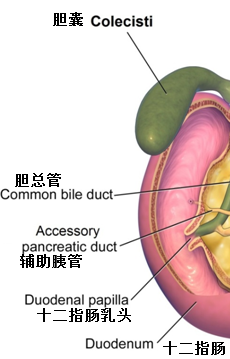 胆囊 Colecisti
胆总管
Common bile duct
Accessory
pancreatic duct
辅助胰管
Duodenal papilla
十二指肠乳头
Duodenum 十二指肠